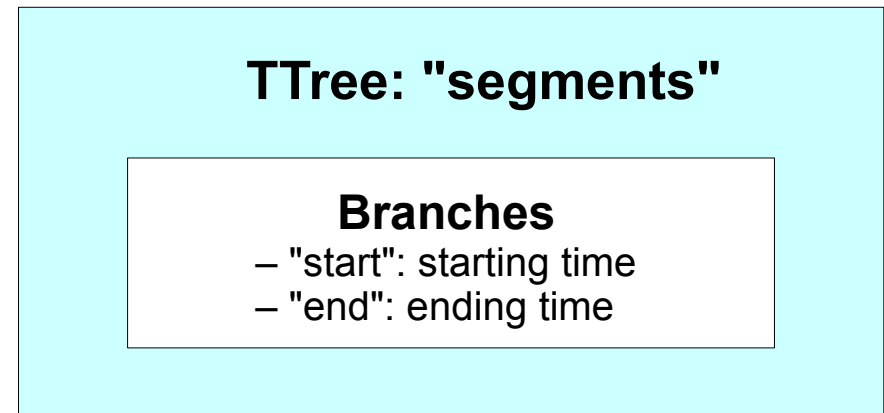 TTree: "segments"
Branches
– "start": starting time
– "end": ending time